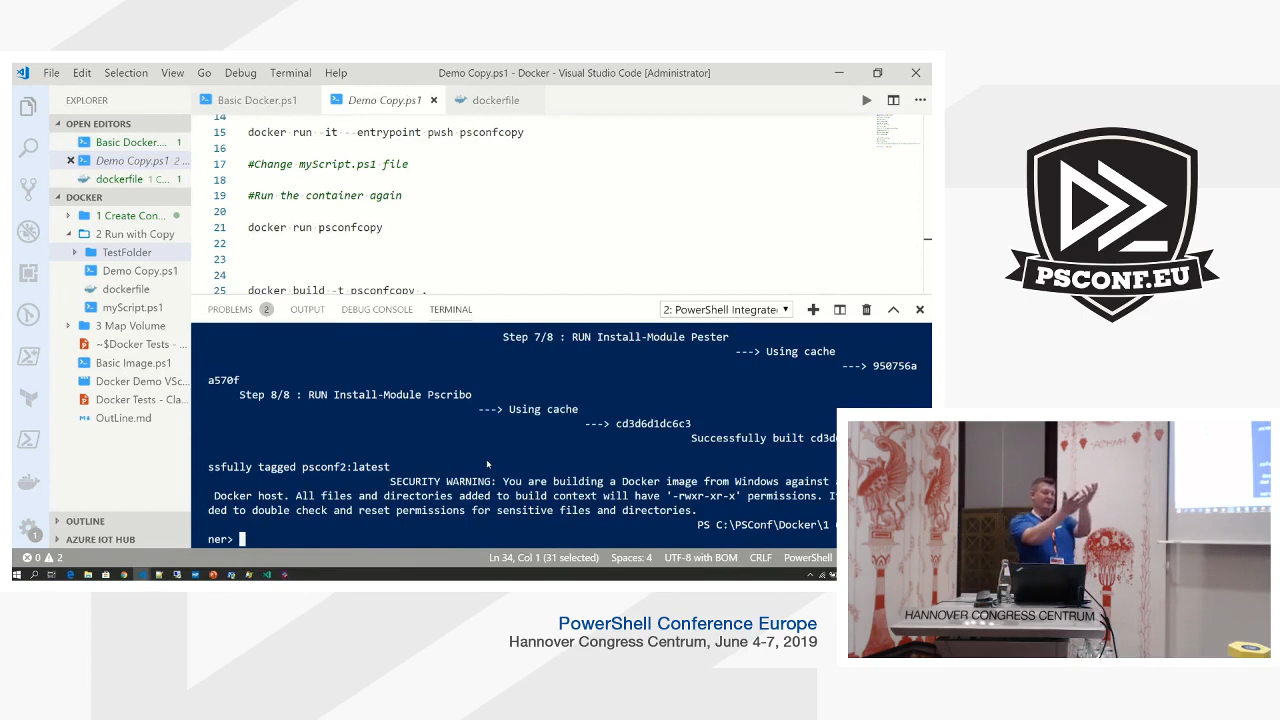 File Edit Selection View Go Debug Terminal Help
Demo Copy.ps1 - Docker - Visual Studio Code [Administrator]
EXPLORER
Basic Docker.ps1
Demo Copy.ps1
dockerfile
OPEN EDITORS
Basic Docker....
Demo Copy.ps1 2 ...
dockerfile 1 C... 1
DOCKER
1 Create Con...
2 Run with Copy
TestFolder
Demo Copy.ps1
dockerfile
myScript.ps1
3 Map Volume
~$Docker Tests - ...
Basic Image.ps1
Docker Demo VSc...
Docker Tests - Cla...
OutLine.md
OUTLINE
AZURE IOT HUB
14
15 docker run -it --entrypoint pwsh psconfcopy
16
17 #Change myScript.ps1 file
18
19 #Run the container again
20
21 docker run psconfcopy
22
23
24
25 docker build -t psconfcopy .
PROBLEMS 2 OUTPUT DEBUG CONSOLE TERMINAL
2: PowerShell Integrate
Step 7/8 : RUN Install-Module Pester
---> Using cache
---> 950756a
a570f
Step 8/8 : RUN Install-Module Pscribo
---> Using cache
---> cd3d6d1dc6c3
Successfully built cd3d
ssfully tagged psconf2:latest
SECURITY WARNING: You are building a Docker image from Windows against
Docker host. All files and directories added to build context will have '-rwxr-xr-x' permissions.
ded to double check and reset permissions for sensitive files and directories.
PS C:\PSConf\Docker\1
ner>
0 2
Ln 34, Col 1 (31 selected) Spaces: 4 UTF-8 with BOM CRLF PowerShell
PSCONF.EU
HANNOVER CONGRESS CENTRUM
PowerShell Conference Europe
Hannover Congress Centrum, June 4-7, 2019